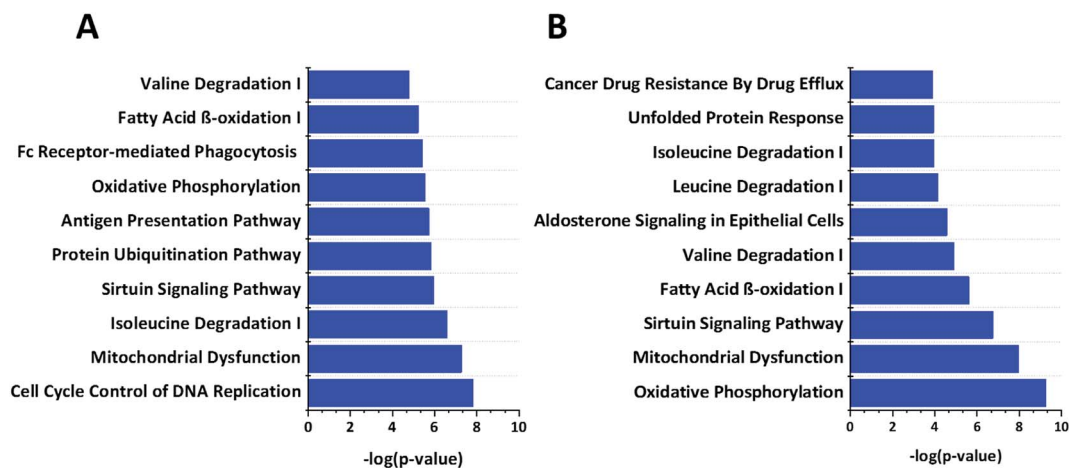 A
Valine Degradation I
Fatty Acid ß-oxidation I
Fc Receptor-mediated Phagocytosis
Oxidative Phosphorylation
Antigen Presentation Pathway
Protein Ubiquitination Pathway
Sirtuin Signaling Pathway
Isoleucine Degradation I
Mitochondrial Dysfunction
Cell Cycle Control of DNA Replication
0 2 4 6 8 10
-log(p-value)
B
Cancer Drug Resistance By Drug Efflux
Unfolded Protein Response
Isoleucine Degradation I
Leucine Degradation I
Aldosterone Signaling in Epithelial Cells
Valine Degradation I
Fatty Acid ß-oxidation I
Sirtuin Signaling Pathway
Mitochondrial Dysfunction
Oxidative Phosphorylation
0 2 4 6 8 10
-log(p-value)